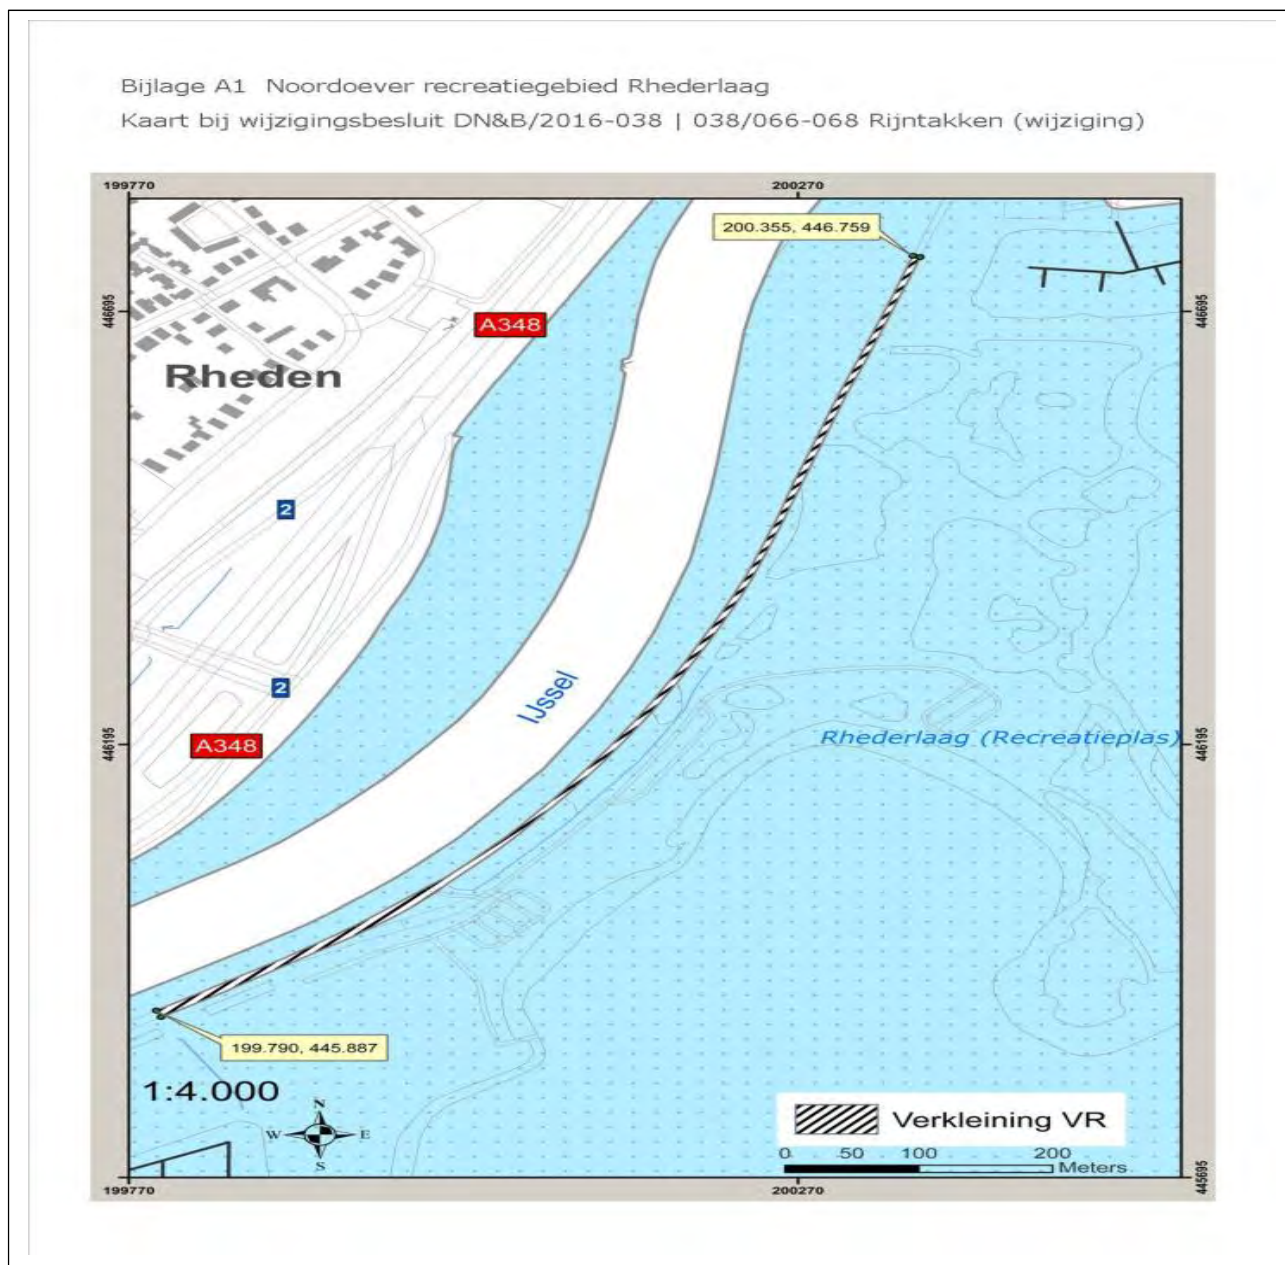 Bijlage A1 Noordoever recreatiegebied Rhederlaag
Kaart bij wijzigingsbesluit DN&B/2016-038 | 038/066-068 Rijntakken (wijziging)
199770
200270
200.355, 446.759
446695
446695
A348
Rheden
2
2
IJssel
A348
Rhederlaag (Recreatieplas)
446195
446195
199.790, 445.887
1:4.000
N
W
E
S
Verkleining VR
0 50 100 200
Meters
199770
200270
445695